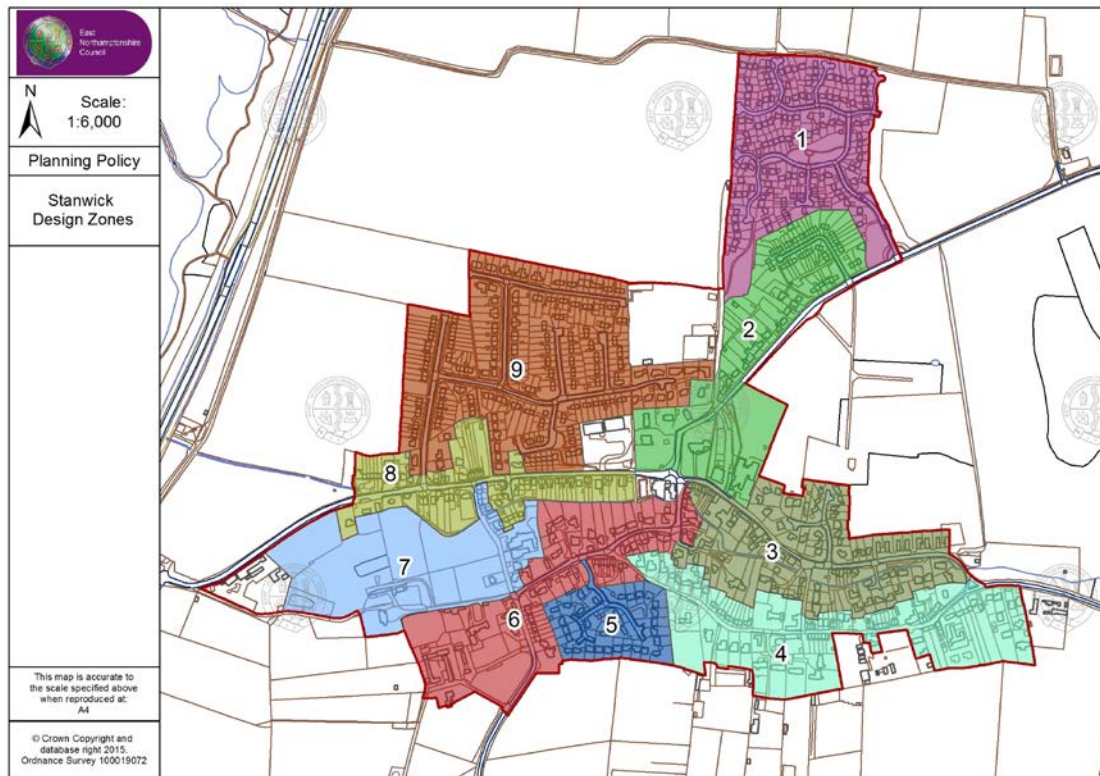 East
Northamptonshire
Council
N
Scale:
1:6,000
Planning Policy
Stanwick
Design Zones
This map is accurate to
the scale specified above
when reproduced at:
A4
© Crown Copyright and
database right 2015.
Ordnance Survey 100019072
1
2
9
8
3
7
6
5
4